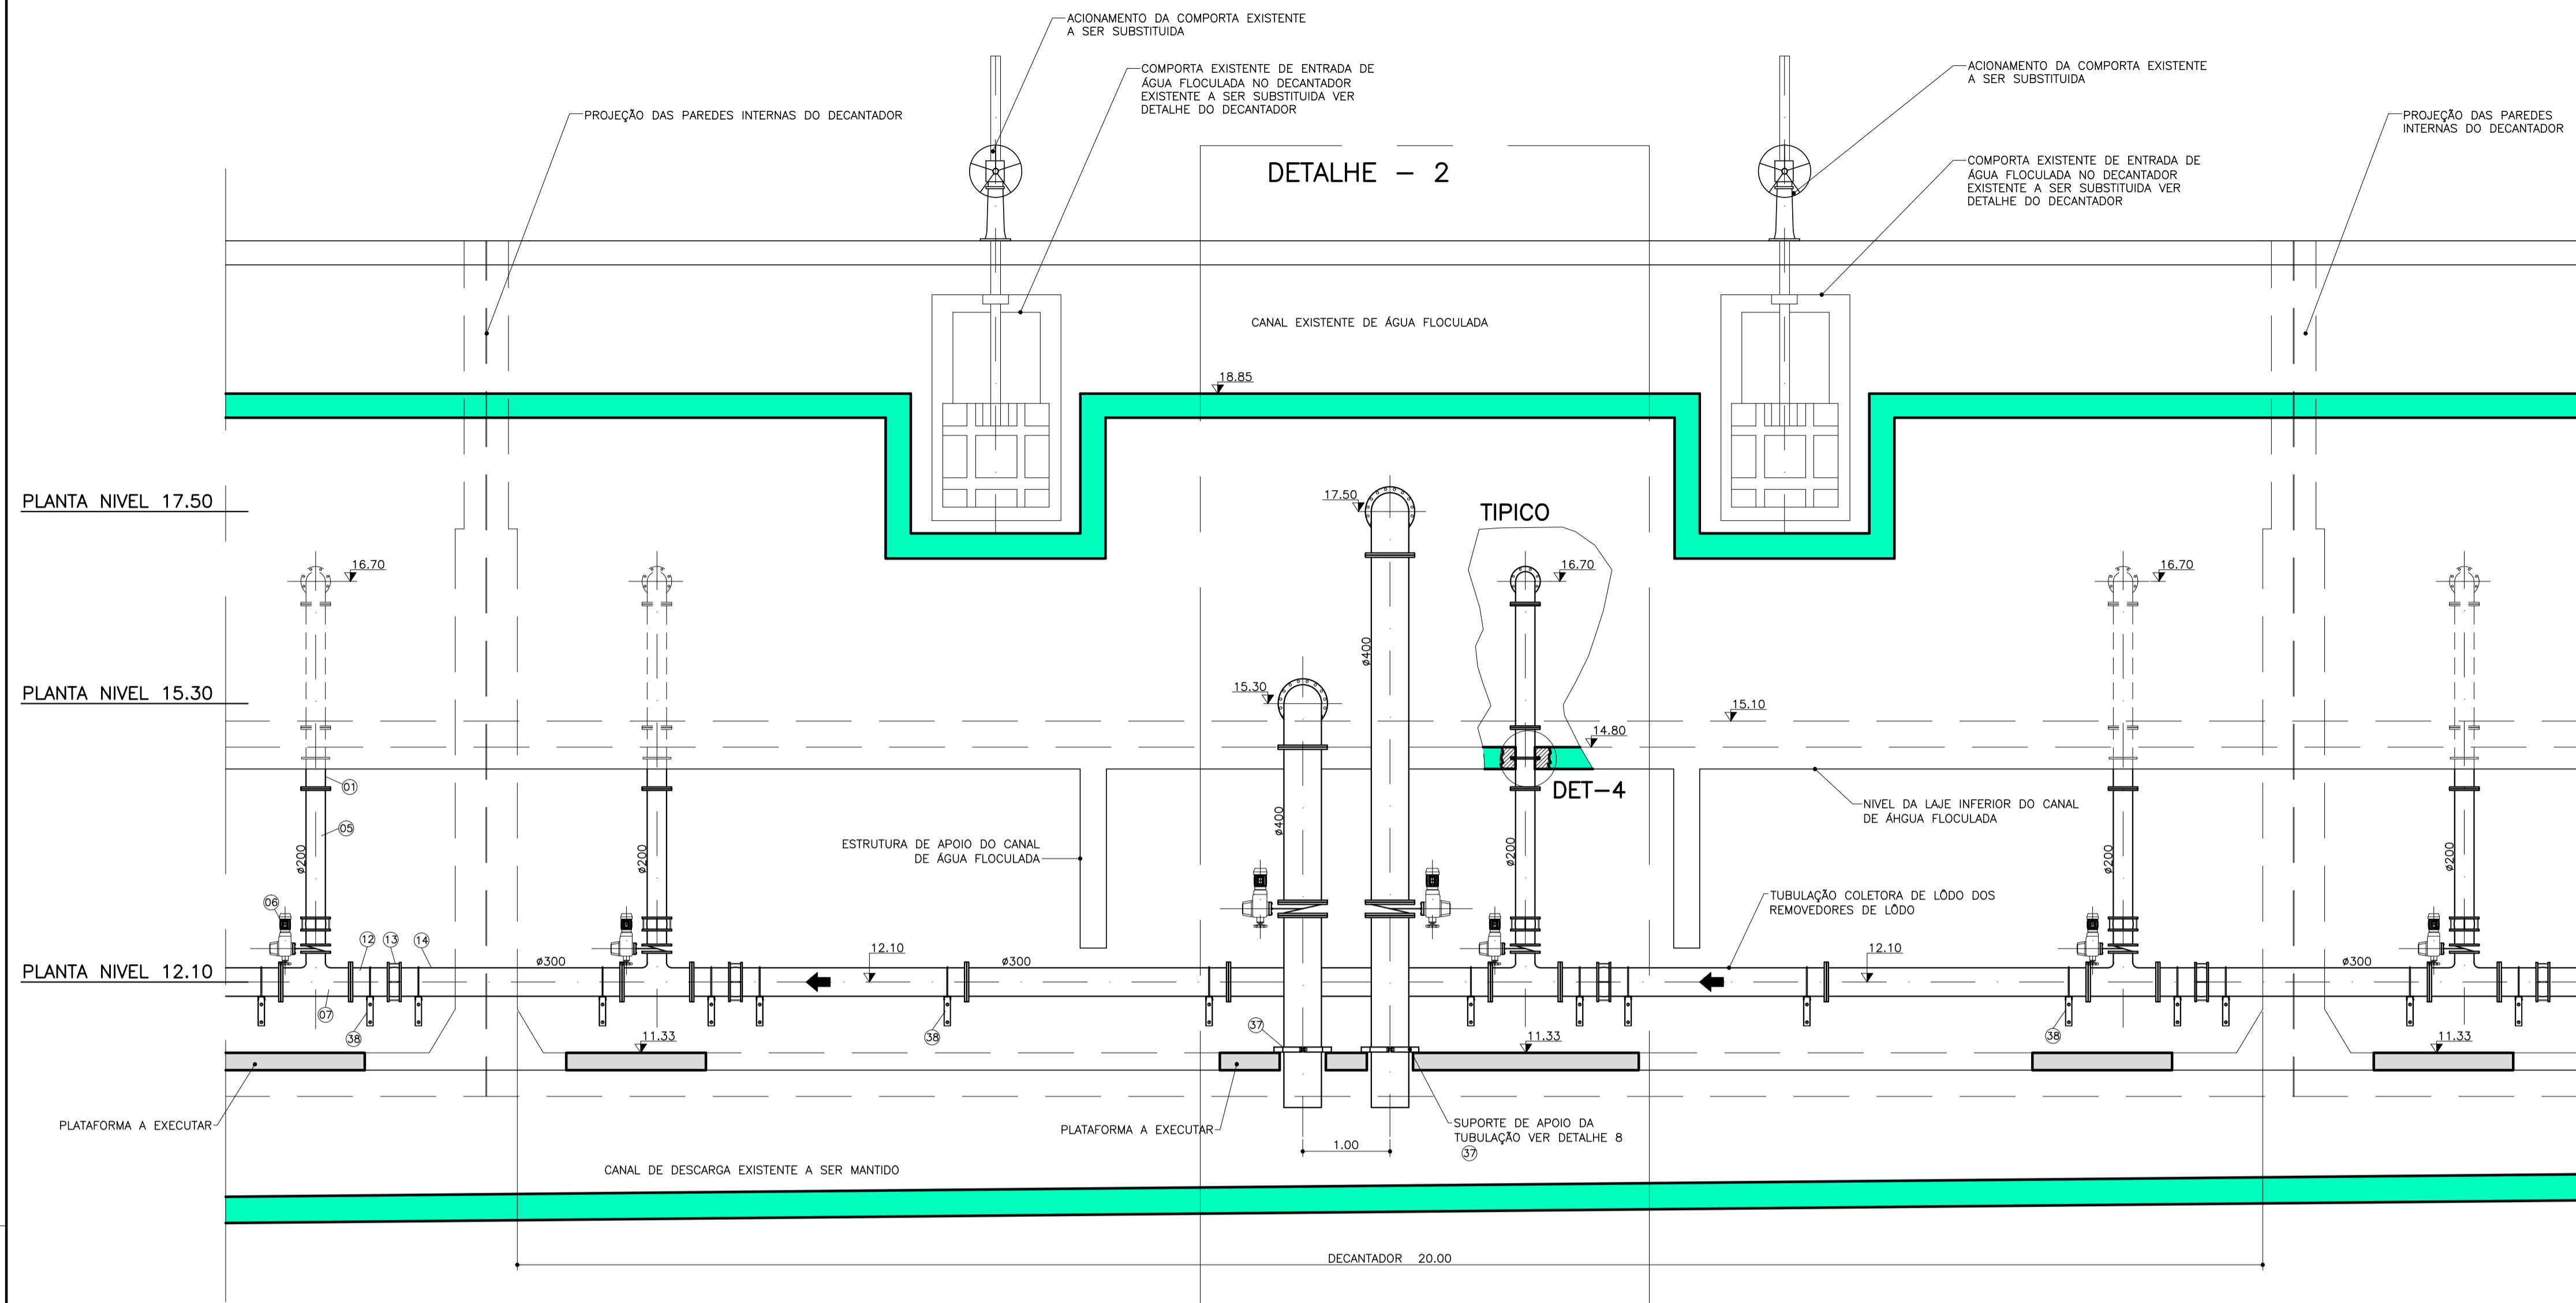 ACIONAMENTO DA COMPORTA EXISTENTE
A SER SUBSTITUIDA
COMPORTA EXISTENTE DE ENTRADA DE
ÁGUA FLOCULADA NO DECANTADOR
EXISTENTE A SER SUBSTITUIDA VER
DETALHE DO DECANTADOR
ACIONAMENTO DA COMPORTA EXISTENTE
A SER SUBSTITUIDA
PROJEÇÃO DAS PAREDES INTERNAS DO DECANTADOR
PROJEÇÃO DAS PAREDES
INTERNAS DO DECANTADOR
DETALHE - 2
COMPORTA EXISTENTE DE ENTRADA DE
ÁGUA FLOCULADA NO DECANTADOR
EXISTENTE A SER SUBSTITUIDA VER
DETALHE DO DECANTADOR
CANAL EXISTENTE DE ÁGUA FLOCULADA
18.85
PLANTA NIVEL 17.50
17.50
TIPICO
16.70
16.70
16.70
ø400
PLANTA NIVEL 15.30
15.30
15.10
14.80
01
DET-4
NIVEL DA LAJE INFERIOR DO CANAL
DE ÁHGUA FLOCULADA
05
ø400
ESTRUTURA DE APOIO DO CANAL
DE ÁGUA FLOCULADA
ø200
ø200
ø200
ø200
ø200
06
TUBULAÇÃO COLETORA DE LÔDO DOS
REMOVEDORES DE LÔDO
12
13
14
12.10
12.10
PLANTA NIVEL 12.10
ø300
ø300
ø300
07
38
38
37
38
11.33
11.33
11.33
PLATAFORMA A EXECUTAR
PLATAFORMA A EXECUTAR
SUPORTE DE APOIO DA
TUBULAÇÃO VER DETALHE 8
37
1.00
CANAL DE DESCARGA EXISTENTE A SER MANTIDO
DECANTADOR 20.00